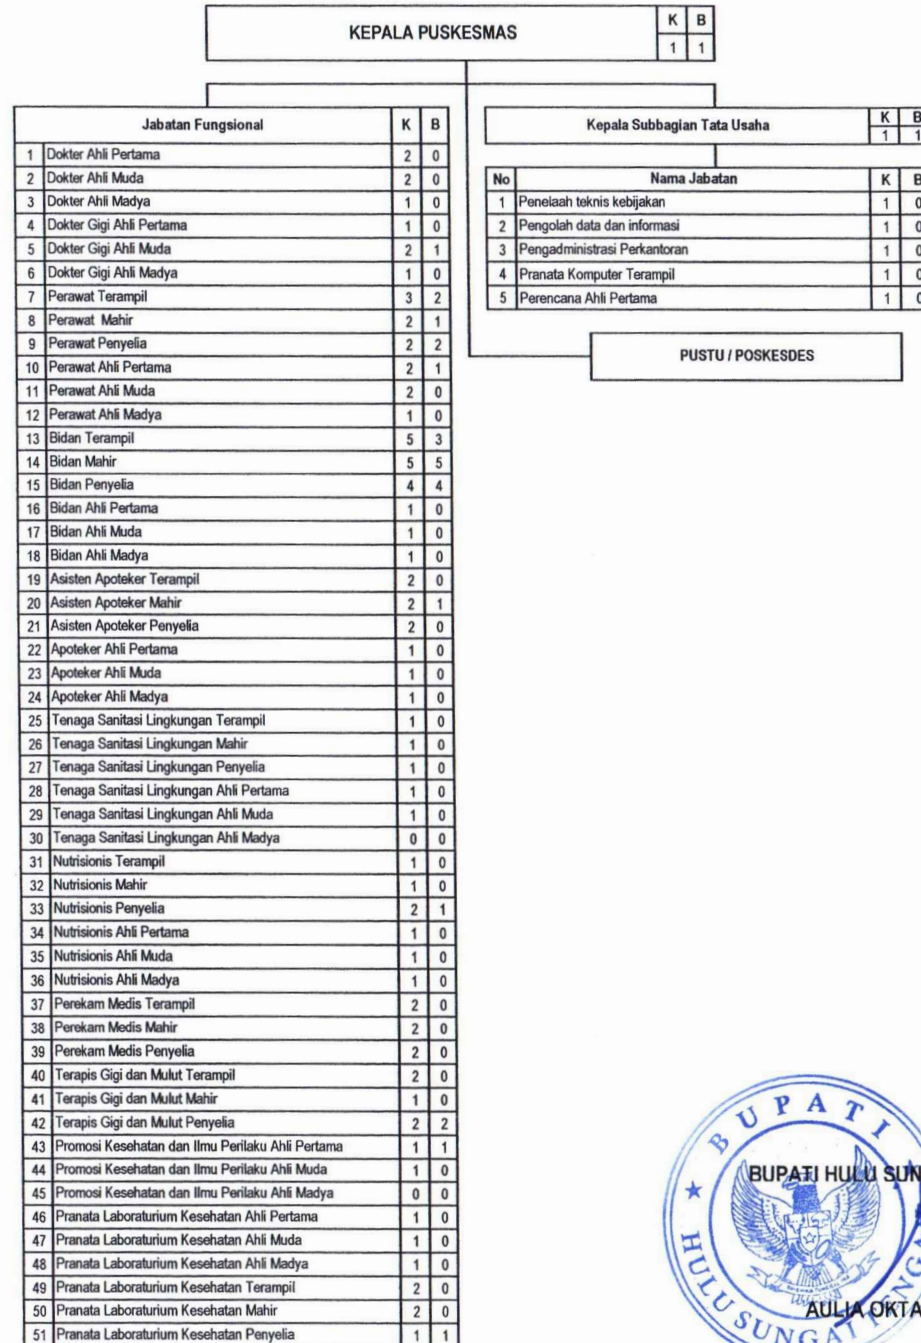 KEPALA PUSKESMAS K B
1 1
Jabatan Fungsional K B
1 Dokter Ahli Pertama 2 0
2 Dokter Ahli Muda 2 0
3 Dokter Ahli Madya 1 0
4 Dokter Gigi Ahli Pertama 1 0
5 Dokter Gigi Ahli Muda 2 1
6 Dokter Gigi Ahli Madya 1 0
7 Perawat Terampil 3 2
8 Perawat Mahir 2 1
9 Perawat Penyelia 2 2
10 Perawat Ahli Pertama 2 1
11 Perawat Ahli Muda 2 0
12 Perawat Ahli Madya 1 0
13 Bidan Terampil 5 3
14 Bidan Mahir 5 5
15 Bidan Penyelia 4 4
16 Bidan Ahli Pertama 1 0
17 Bidan Ahli Muda 1 0
18 Bidan Ahli Madya 1 0
19 Asisten Apoteker Terampil 2 0
20 Asisten Apoteker Mahir 2 1
21 Asisten Apoteker Penyelia 2 0
22 Apoteker Ahli Pertama 1 0
23 Apoteker Ahli Muda 1 0
24 Apoteker Ahli Madya 1 0
25 Tenaga Sanitasi Lingkungan Terampil 1 0
26 Tenaga Sanitasi Lingkungan Mahir 1 0
27 Tenaga Sanitasi Lingkungan Penyelia 1 0
28 Tenaga Sanitasi Lingkungan Ahli Pertama 1 0
29 Tenaga Sanitasi Lingkungan Ahli Muda 1 0
30 Tenaga Sanitasi Lingkungan Ahli Madya 0 0
31 Nutrisionis Terampil 1 0
32 Nutrisionis Mahir 1 0
33 Nutrisionis Penyelia 2 1
34 Nutrisionis Ahli Pertama 1 0
35 Nutrisionis Ahli Muda 1 0
36 Nutrisionis Ahli Madya 1 0
37 Perekam Medis Terampil 2 0
38 Perekam Medis Mahir 2 0
39 Perekam Medis Penyelia 2 0
40 Terapis Gigi dan Mulut Terampil 2 0
41 Terapis Gigi dan Mulut Mahir 1 0
42 Terapis Gigi dan Mulut Penyelia 2 2
43 Promosi Kesehatan dan Ilmu Perilaku Ahli Pertama 1 1
44 Promosi Kesehatan dan Ilmu Perilaku Ahli Muda 1 0
45 Promosi Kesehatan dan Ilmu Perilaku Ahli Madya 0 0
46 Pranata Laboraturium Kesehatan Ahli Pertama 1 0
47 Pranata Laboraturium Kesehatan Ahli Muda 1 0
48 Pranata Laboraturium Kesehatan Ahli Madya 1 0
49 Pranata Laboraturium Kesehatan Terampil 2 0
50 Pranata Laboraturium Kesehatan Mahir 2 0
51 Pranata Laboraturium Kesehatan Penyelia 1 1
Kepala Subbagian Tata Usaha K B
1 1
No Nama Jabatan K B
1 Penelaah teknis kebijakan 1 0
2 Pengolah data dan informasi 1 0
3 Pengadministrasi Perkantoran 1 0
4 Pranata Komputer Terampil 1 0
5 Perencana Ahli Pertama 1 0
PUSTU / POSKESDES
BUPATI
BUPATI HULU SUN
AULIA OKTA
HULU SUNGAI TENGA